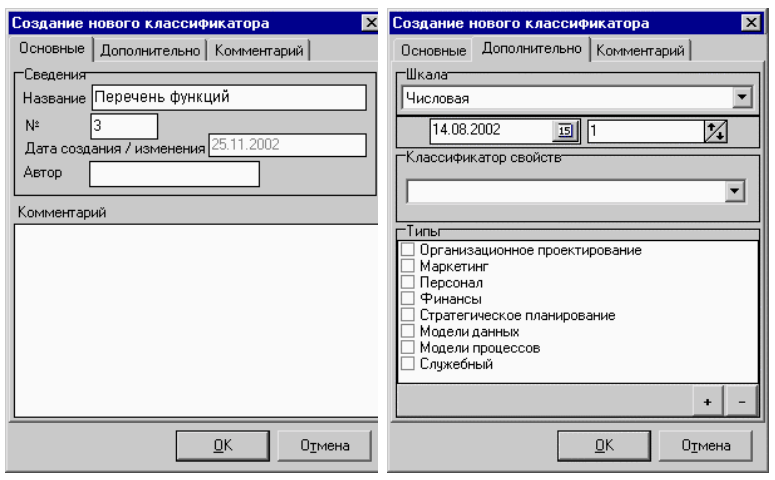 Создание нового классификатора
Основные Дополнительно Комментарий
Сведения
Название Перечень функций
№ 3
Дата создания / изменения 25.11.2002
Автор
Комментарий
OK Отмена
Создание нового классификатора
Основные Дополнительно Комментарий
Шкала
Числовая
14.08.2002 15 1
Классификатор свойств
Типы
Организационное проектирование
Маркетинг
Персонал
Финансы
Стратегическое планирование
Модели данных
Модели процессов
Служебный
+ -
OK Отмена